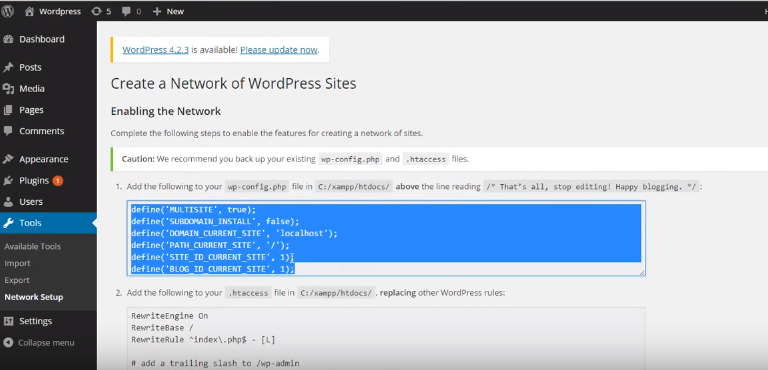 Wordpress 5 0 + New
H
Dashboard
Posts
Media
Pages
Comments
Appearance
Plugins 1
Users
Tools
Available Tools
Import
Export
Network Setup
Settings
Collapse menu
WordPress 4.2.3 is available! Please update now.
Create a Network of WordPress Sites
Enabling the Network
Complete the following steps to enable the features for creating a network of sites.
Caution: We recommend you back up your existing wp-config.php and .htaccess files.
1. Add the following to your wp-config.php file in C:/xampp/htdocs/ above the line reading /* That's all, stop editing! Happy blogging. */ :
define('MULTISITE', true);
define('SUBDOMAIN_INSTALL', false);
define('DOMAIN_CURRENT_SITE', 'localhost');
define('PATH_CURRENT_SITE', '/');
define('SITE_ID_CURRENT_SITE', 1);
define('BLOG_ID_CURRENT_SITE', 1);
2. Add the following to your .htaccess file in C:/xampp/htdocs/ , replacing other WordPress rules:
RewriteEngine On
RewriteBase /
RewriteRule ^index\.php$ - [L]
# add a trailing slash to /wp-admin